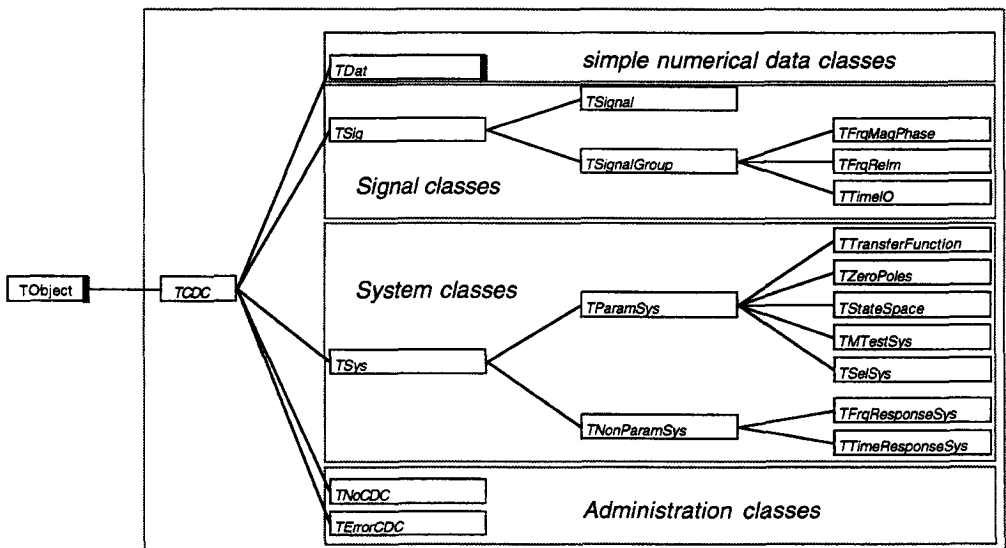 TDat
simple numerical data classes
TSignal
TSig
TFrqMagPhase
TSignalGroup
TFrqReIm
Signal classes
TTimeIO
TTransferFunction
TZeroPoles
TObject
TCDC
System classes
TParamSys
TStateSpace
TMTestSys
TSys
TSelSys
TFrqResponseSys
TNonParamSys
TTimeResponseSys
TNoCDC
Administration classes
TErrorCDC